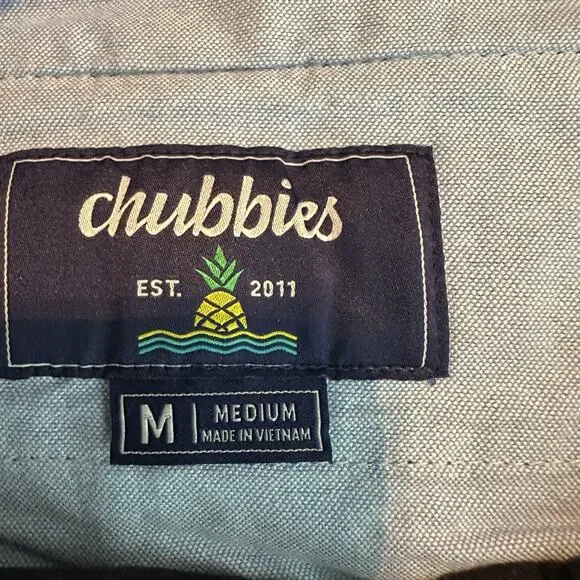 chubbies
EST. 2011
M MEDIUM
MADE IN VIETNAM